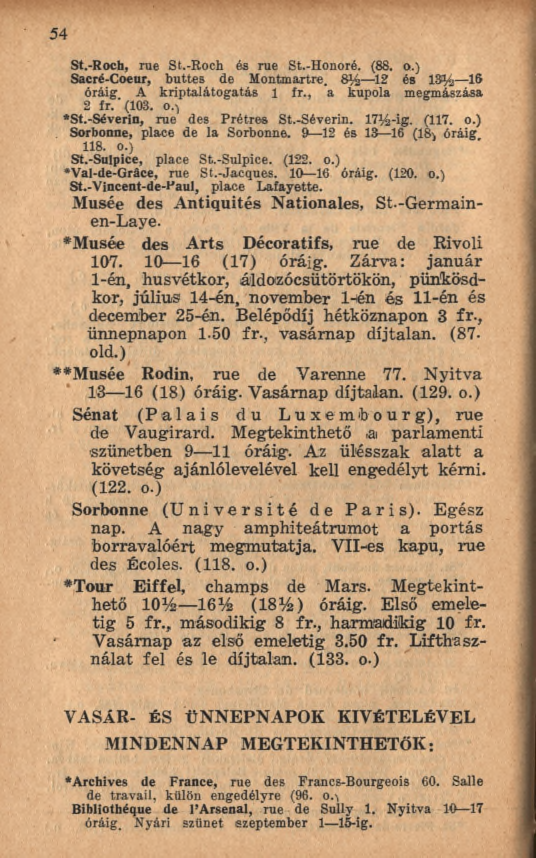 54
St.-Roch, rue St.-Roch és rue St.-Honoré. (88. o.)
Sacré-Coeur, buttes de Montmartre. 8½—12 és 13½—16
óráig. A kriptalátogatás 1 fr., a kupola megmászása
2 fr. (103. o.)
*St.-Séverin, rue des Prêtres St.-Séverin. 17½-ig. (117. o.)
Sorbonne, place de la Sorbonne. 9—12 és 13—16 (18) óráig.
118. o.)
St.-Sulpice, place St.-Sulpice. (122. o.)
*Val-de-Grâce, rue St.-Jacques. 10—16 óráig. (120. o.)
St.-Vincent-de-Paul, place Lafayette.
Musée des Antiquités Nationales, St.-Germain-
en-Laye.
*Musée des Arts Décoratifs, rue de Rivoli
107. 10—16 (17) óráig. Zárva: január
1-én, husvétkor, áldozócsütörtökön, pünkösd-
kor, július 14-én, november 1-én és 11-én és
december 25-én. Belépődíj hétköznapon 3 fr.,
ünnepnapon 1.50 fr., vasárnap díjtalan. (87.
old.)
**Musée Rodin, rue de Varenne 77. Nyitva
13—16 (18) óráig. Vasárnap díjtalan. (129. o.)
Sénat (Palais du Luxembourg), rue
de Vaugirard. Megtekinthető a parlamenti
szünetben 9—11 óráig. Az ülésszak alatt a
követség ajánlólevelével kell engedélyt kérni.
(122. o.)
Sorbonne (Université de Paris). Egész
nap. A nagy amphiteátrumot a portás
borravalóért megmutatja. VII-es kapu, rue
des Écoles. (118. o.)
*Tour Eiffel, champs de Mars. Megtekint-
hető 10½—16½ (18½) óráig. Első emele-
tig 5 fr., másodikig 8 fr., harmadikig 10 fr.
Vasárnap az első emeletig 3.50 fr. Lifthasz-
nálat fel és le díjtalan. (133. o.)
VASÁR- ÉS ÜNNEPNAPOK KIVÉTELÉVEL
MINDENNAP MEGTEKINTHETŐK:
*Archives de France, rue des Francs-Bourgeois 60. Salle
de travail, külön engedélyre (96. o.)
Bibliothéque de l'Arsenal, rue de Sully 1. Nyitva 10—17
óráig. Nyári szünet szeptember 1—15-ig.